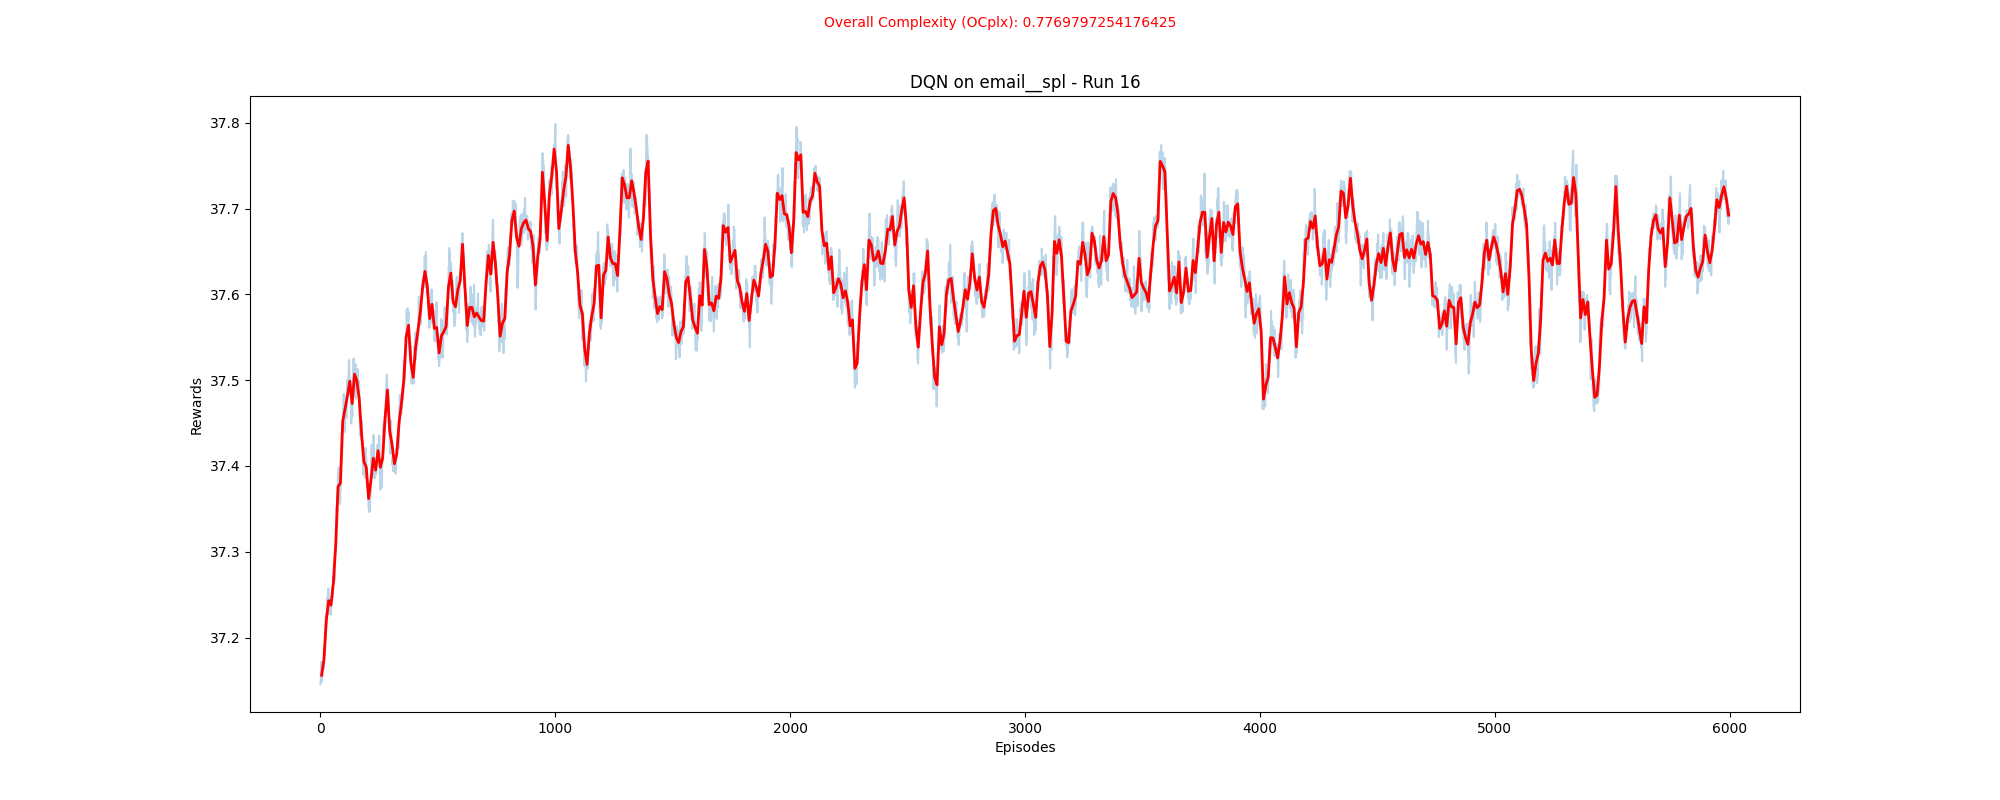 Overall Complexity (OCplx): 0.7769797254176425
DQN on email__spl - Run 16
37.8
37.7
37.6
37.5
37.4
37.3
37.2
Rewards
0 1000 2000 3000 4000 5000 6000
Episodes